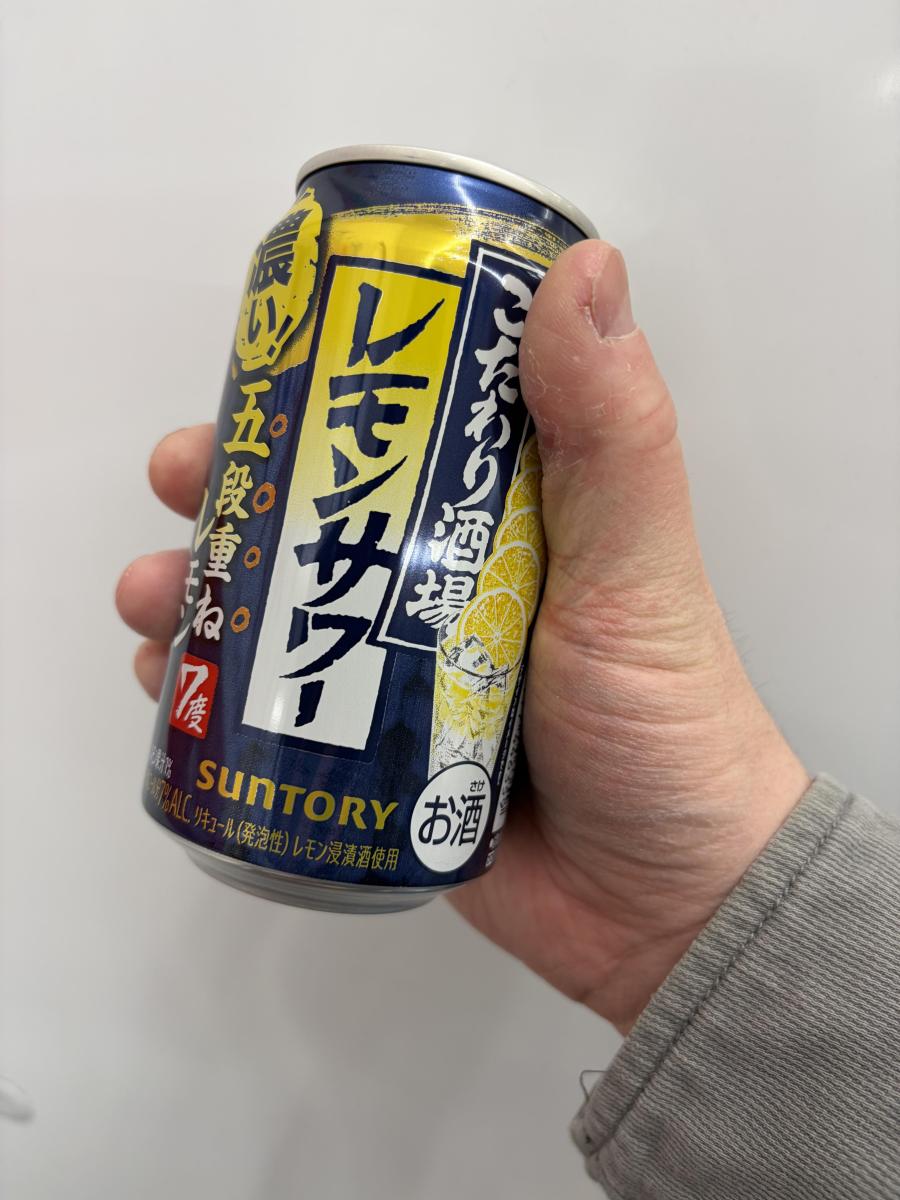 濃い!
こだわり酒場
レモンサワー
五段重ね
レモン
7度
SUNTORY
7%ALC. リキュール(発泡性) レモン浸漬酒使用
さけ
お酒